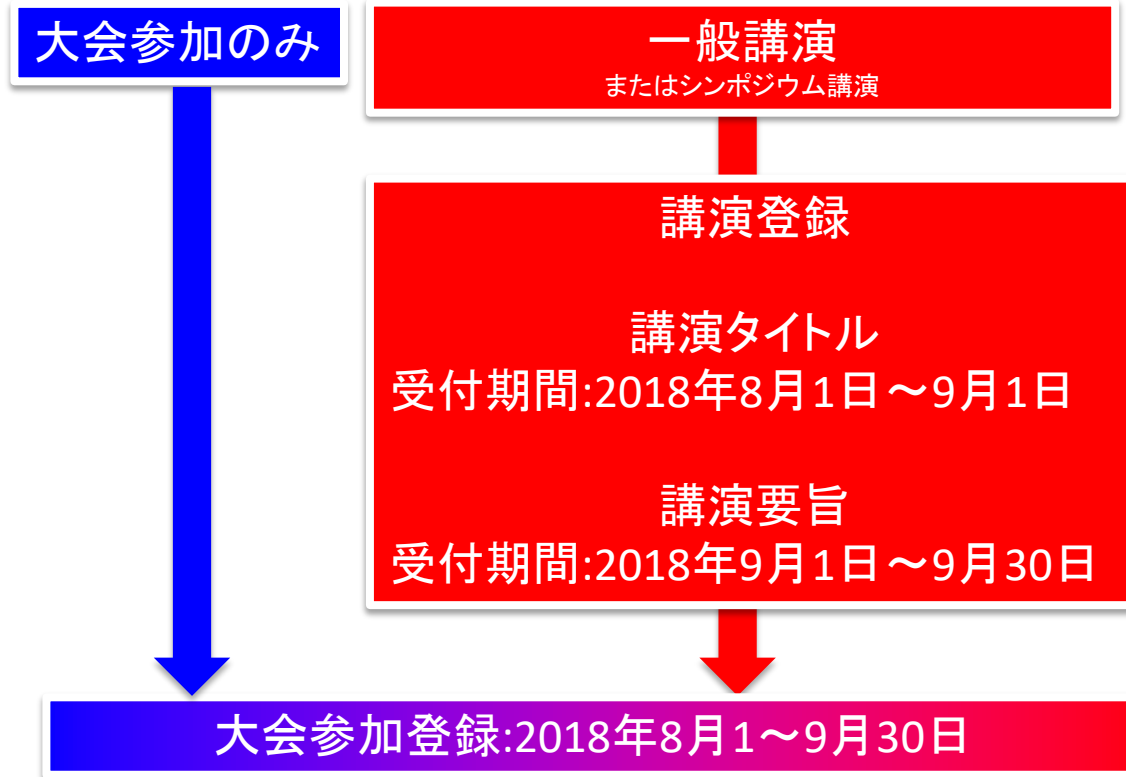 大会参加のみ
一般講演
またはシンポジウム講演
講演登録
講演タイトル
受付期間:2018年8月1日～9月1日
講演要旨
受付期間:2018年9月1日～9月30日
大会参加登録:2018年8月1～9月30日